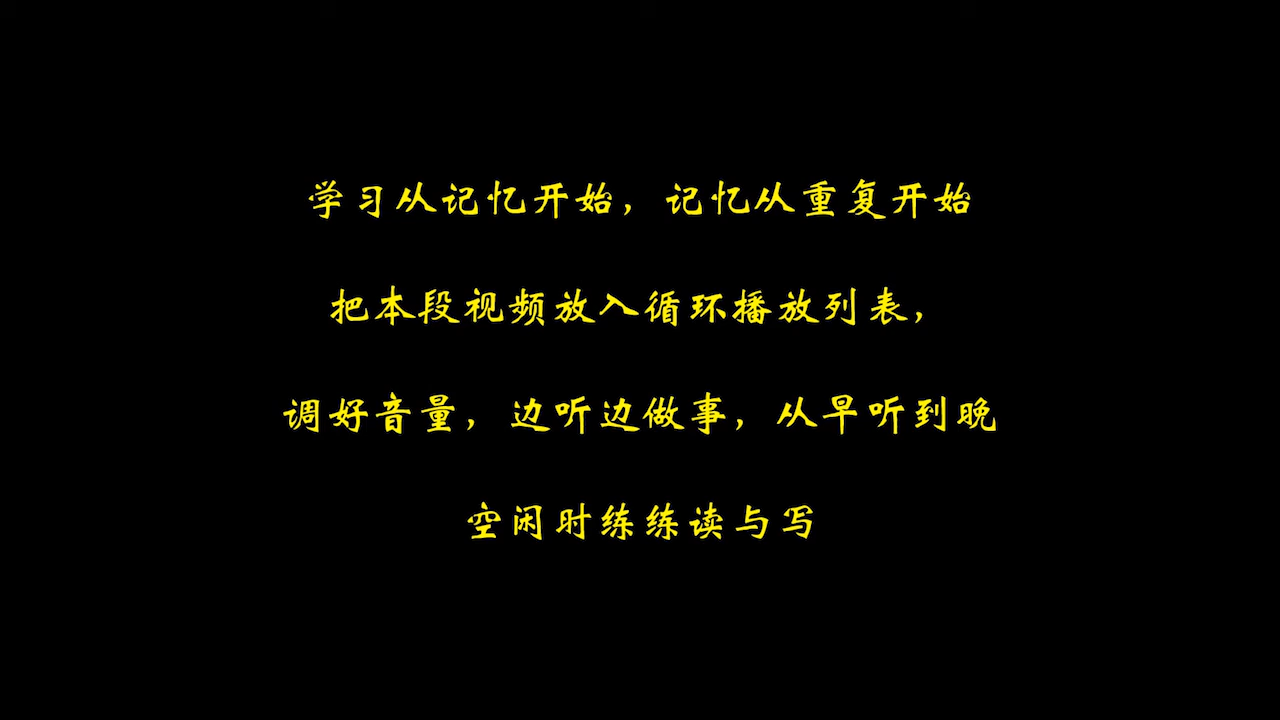 学习从记忆开始，记忆从重复开始
把本段视频放入循环播放列表，
调好音量，边听边做事，从早听到晚
空闲时练练读与写